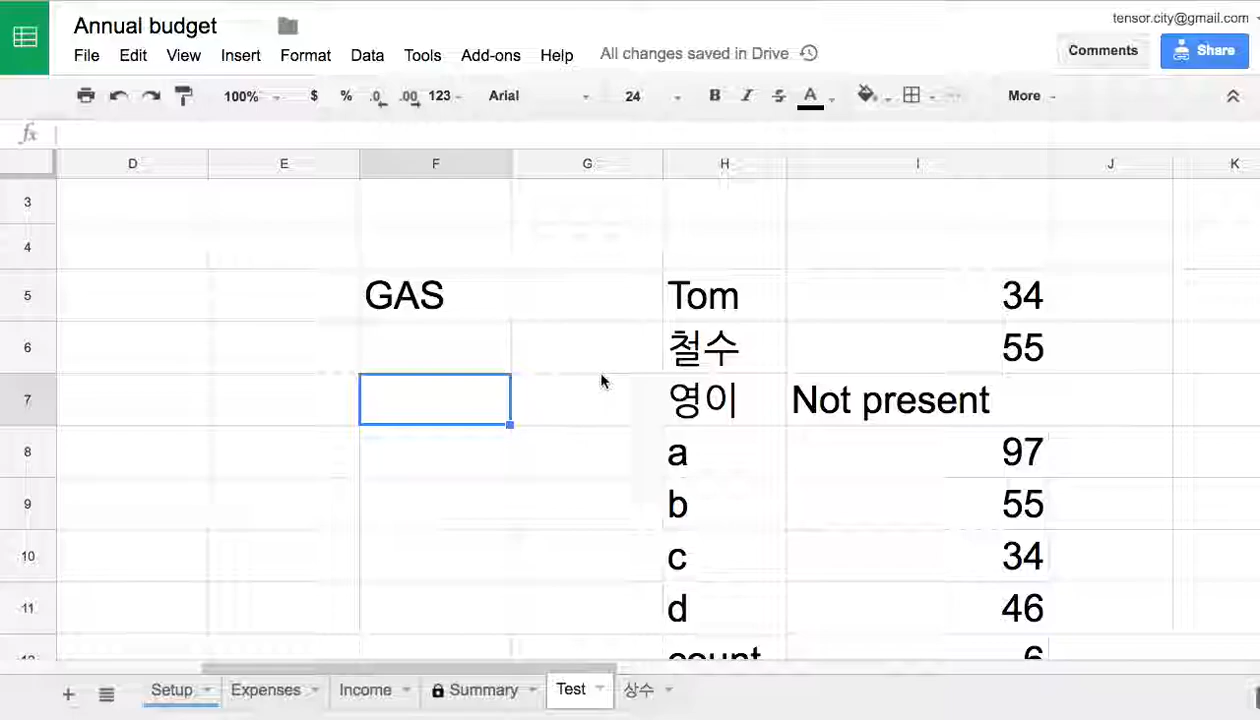 Annual budget
tensor.city@gmail.com
File Edit View Insert Format Data Tools Add-ons Help All changes saved in Drive
Comments Share
100% $ % .0 .00 123 Arial 24 B I S A More
fx
D E F G H I J K
3
4
5 GAS Tom 34
6 철수 55
7 영이 Not present
8 a 97
9 b 55
10 c 34
11 d 46
12 count 6
+ Setup Expenses Income Summary Test 상수